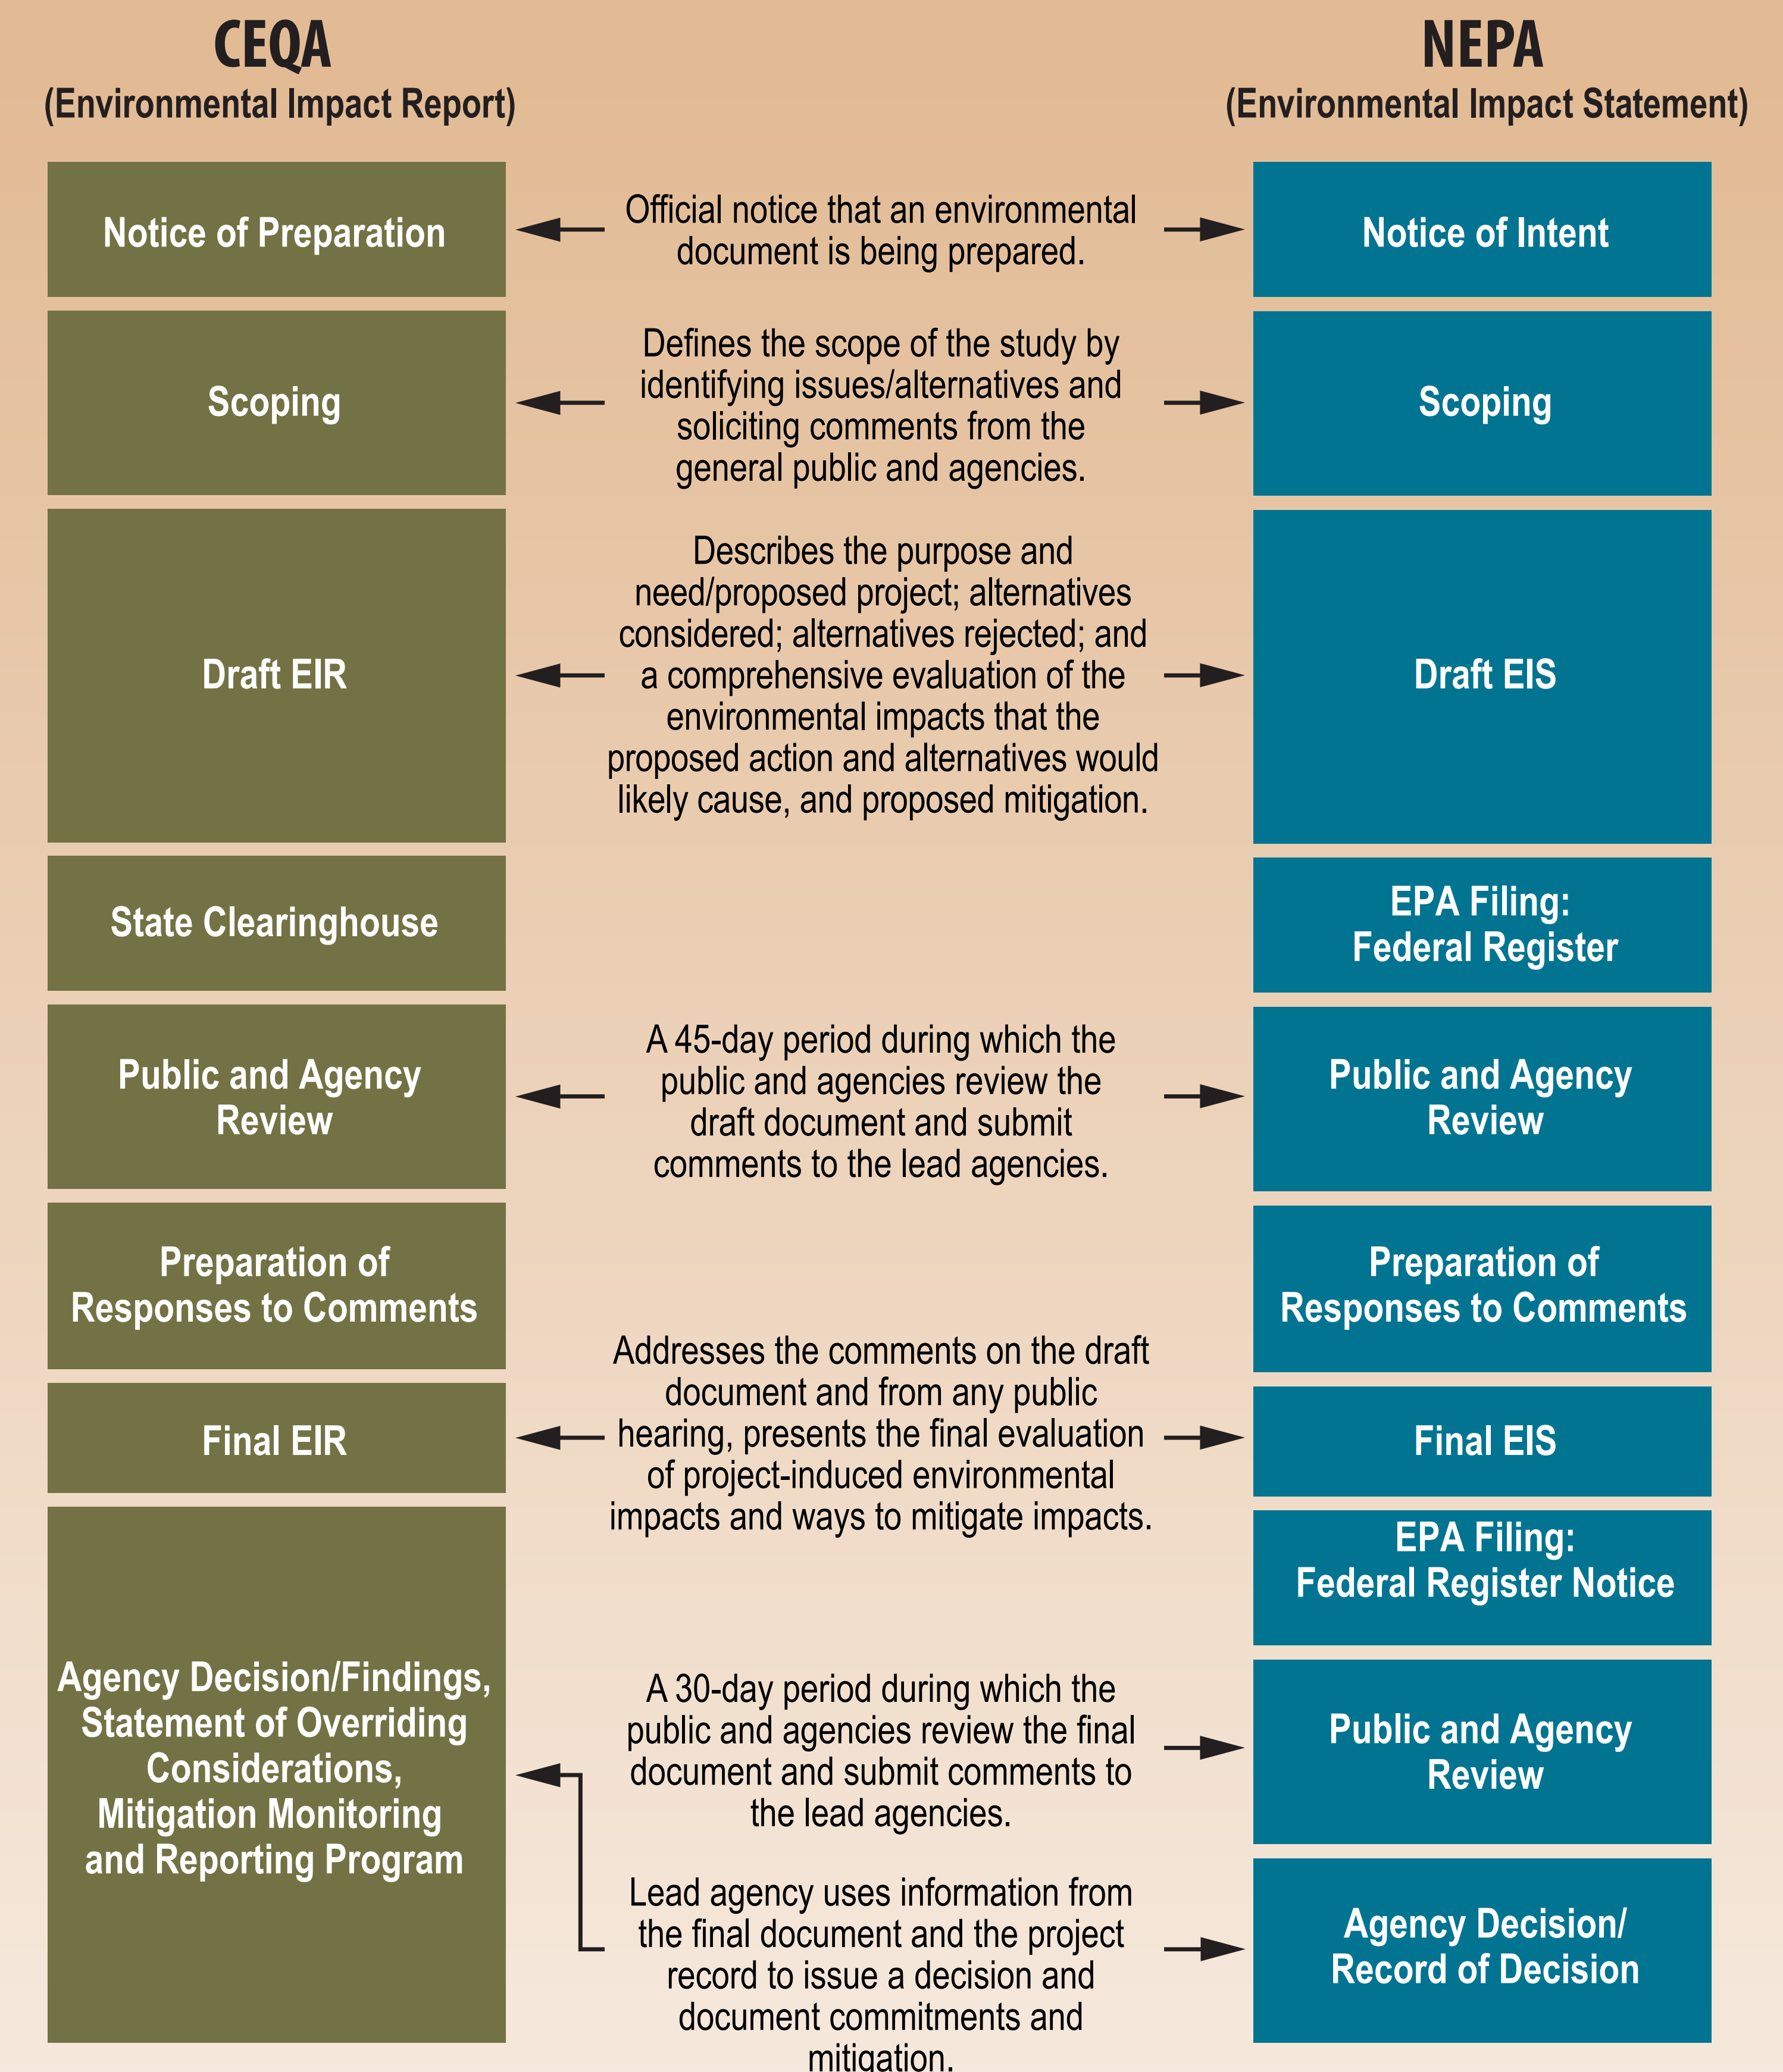 CEQA
(Environmental Impact Report)
NEPA
(Environmental Impact Statement)
Notice of Preparation
Official notice that an environmental
document is being prepared.
Notice of Intent
Scoping
Defines the scope of the study by
identifying issues/alternatives and
soliciting comments from the
general public and agencies.
Scoping
Draft EIR
Describes the purpose and
need/proposed project; alternatives
considered; alternatives rejected; and
a comprehensive evaluation of the
environmental impacts that the
proposed action and alternatives would
likely cause, and proposed mitigation.
Draft EIS
State Clearinghouse
EPA Filing:
Federal Register
Public and Agency
Review
A 45-day period during which the
public and agencies review the
draft document and submit
comments to the lead agencies.
Public and Agency
Review
Preparation of
Responses to Comments
Preparation of
Responses to Comments
Final EIR
Addresses the comments on the draft
document and from any public
hearing, presents the final evaluation
of project-induced environmental
impacts and ways to mitigate impacts.
Final EIS
EPA Filing:
Federal Register Notice
Agency Decision/Findings,
Statement of Overriding
Considerations,
Mitigation Monitoring
and Reporting Program
A 30-day period during which the
public and agencies review the final
document and submit comments to
the lead agencies.
Public and Agency
Review
Lead agency uses information from
the final document and the project
record to issue a decision and
document commitments and
mitigation.
Agency Decision/
Record of Decision